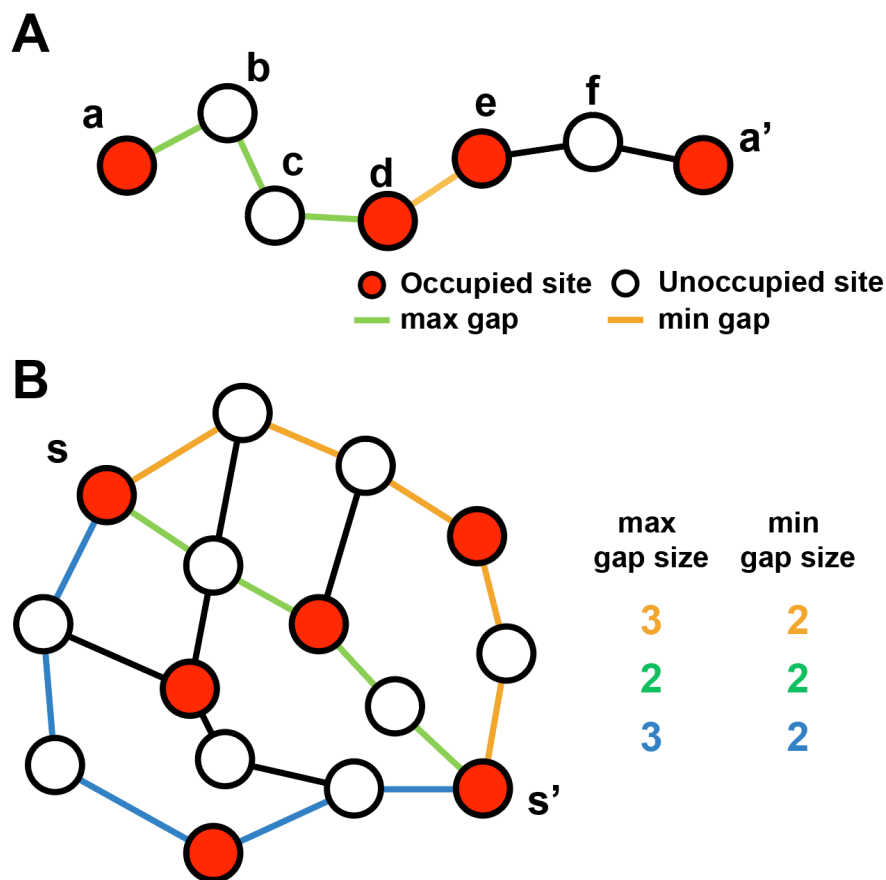 A
b
a
e
f
c
d
a’
Occupied site
Unoccupied site
max gap
min gap
B
s
max
gap size
min
gap size
3
2
2
2
3
2
s’